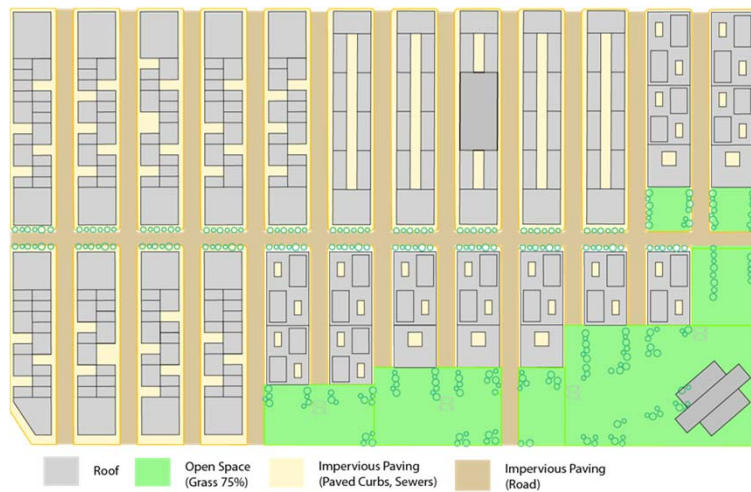 Roof
Open Space
(Grass 75%)
Impervious Paving
(Paved Curbs, Sewers)
Impervious Paving
(Road)